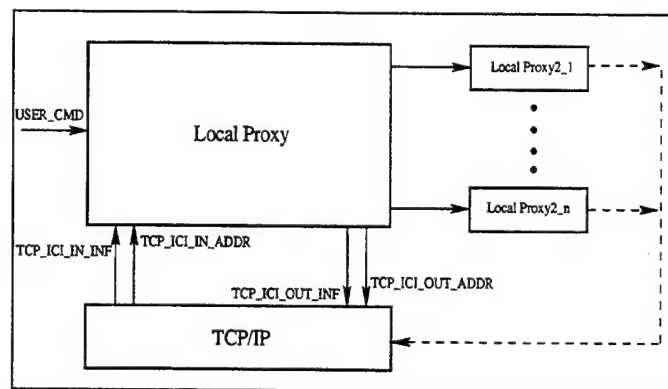 Local Proxy2_1
USER_CMD
Local Proxy
Local Proxy2_n
TCP_ICI_IN_INF
TCP_ICI_IN_ADDR
TCP_ICI_OUT_INF
TCP_ICI_OUT_ADDR
TCP/IP